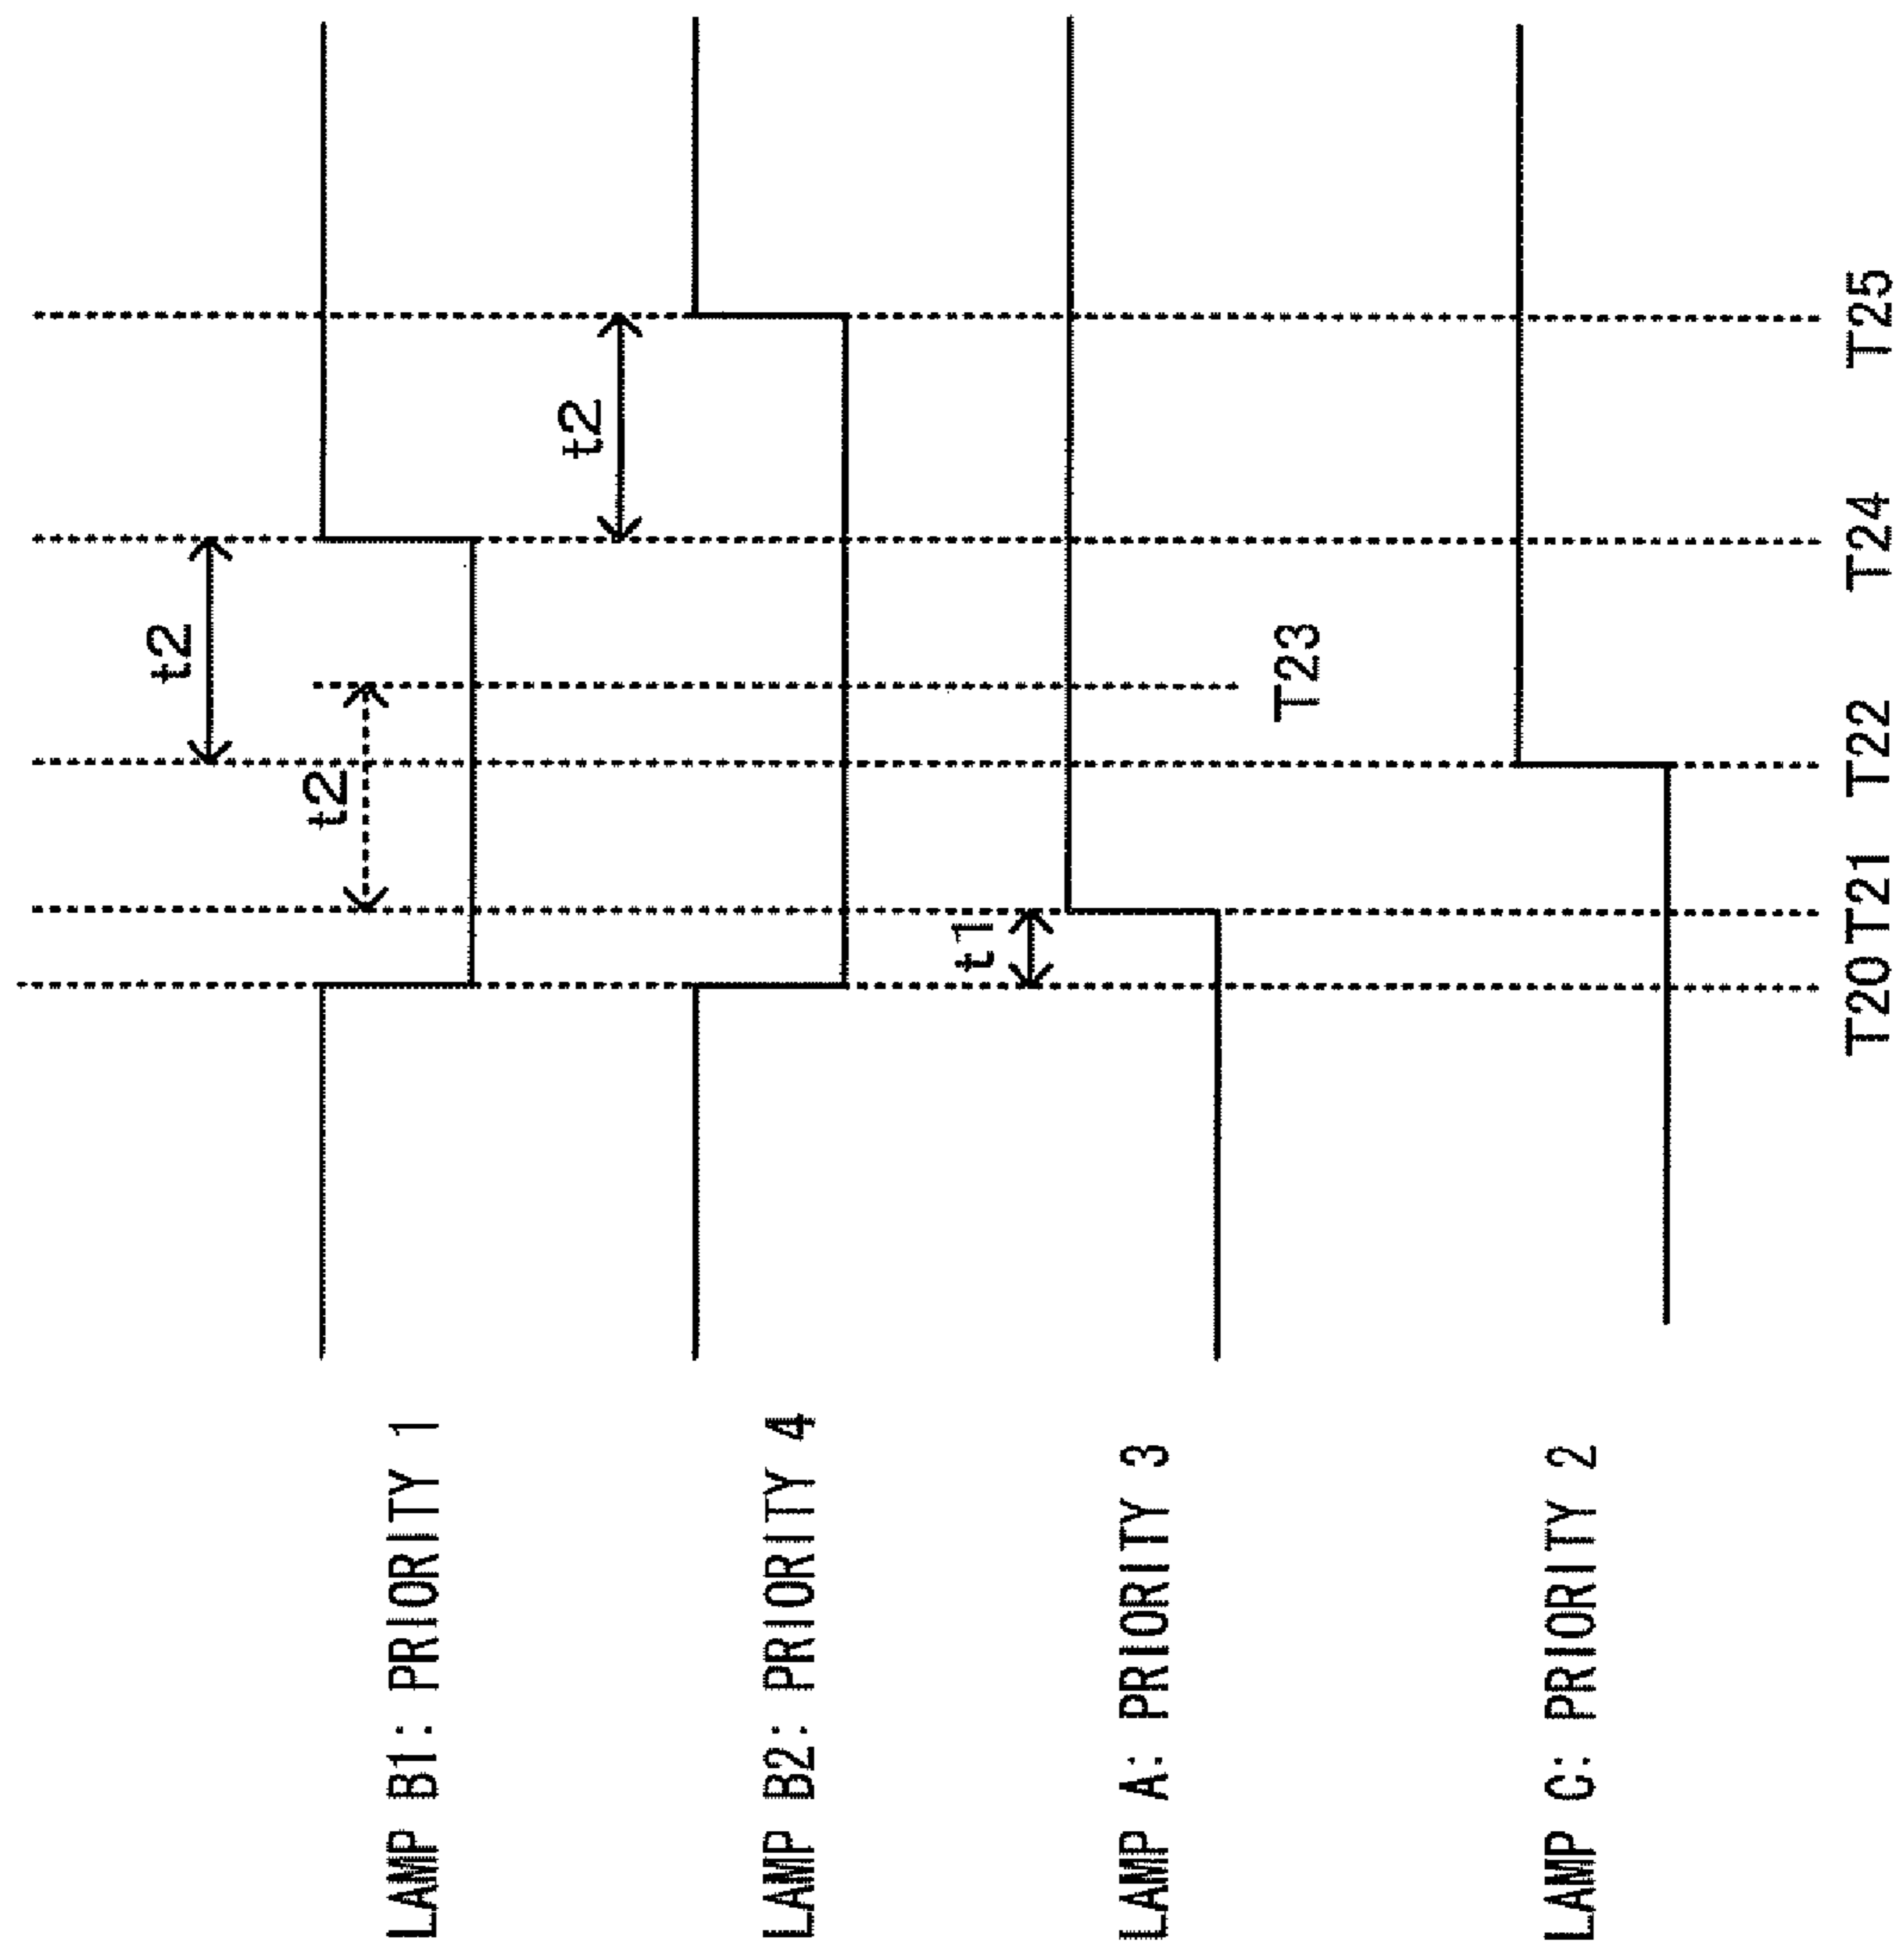 LAMP B1: PRIORITY 1
t2
t2
LAMP B2: PRIORITY 4
t2
LAMP A: PRIORITY 3
t1
T23
LAMP C: PRIORITY 2
T20 T21 T22 T24 T25